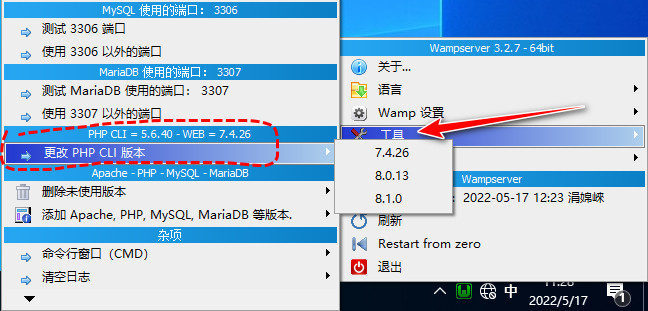 MySQL 使用的端口： 3306
测试 3306 端口
使用 3306 以外的端口
MariaDB 使用的端口： 3307
测试 MariaDB 使用的端口： 3307
使用 3307 以外的端口
PHP CLI = 5.6.40 - WEB = 7.4.26
更改 PHP CLI 版本
Apache - PHP - MySQL - MariaDB
删除未使用版本
添加 Apache, PHP, MySQL, MariaDB 等版本.
杂项
命令行窗口（CMD）
清空日志
Wampserver 3.2.7 - 64bit
关于...
语言
Wamp 设置
工具
7.4.26
8.0.13
8.1.0
Wampserver
: 2022-05-17 12:23 涓婅崍
刷新
Restart from zero
退出
中
2022/5/17
1